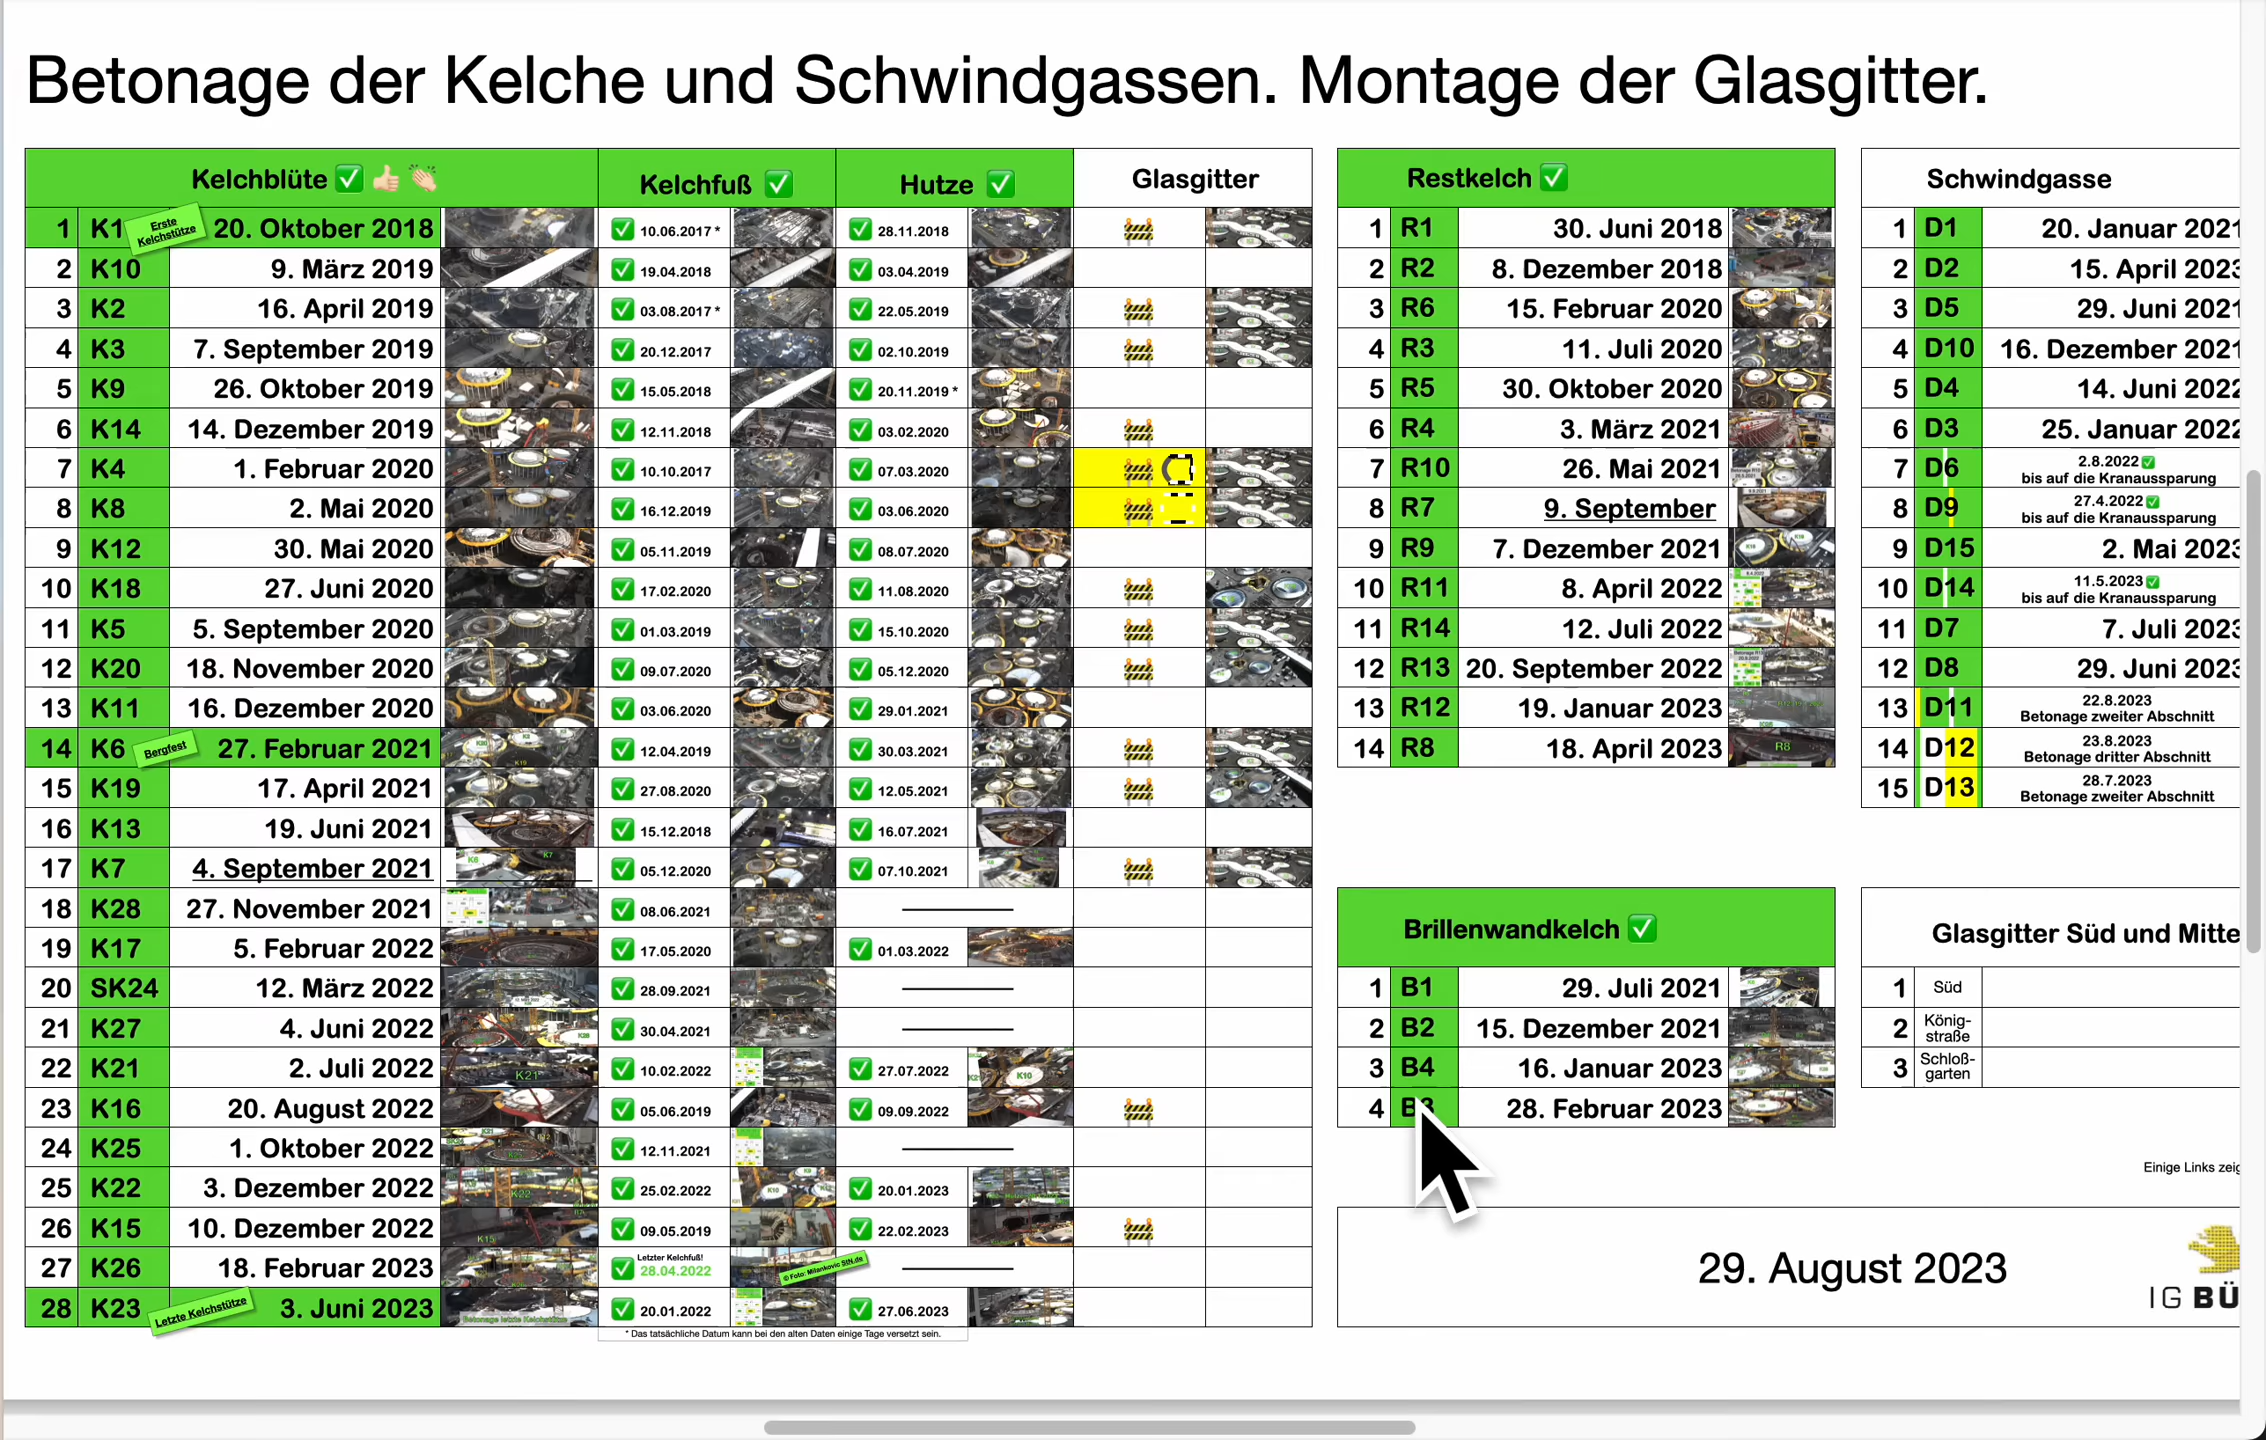 Betonage der Kelche und Schwindgassen. Montage der Glasgitter.
Kelchblüte ✅ 👍🏻 👏🏻 Kelchfuß ✅ Hutze ✅ Glasgitter
1 K1 Erste Kelchstütze 20. Oktober 2018 ✅ 10.06.2017 * ✅ 28.11.2018 🚧
2 K10 9. März 2019 ✅ 19.04.2018 ✅ 03.04.2019
3 K2 16. April 2019 ✅ 03.08.2017 * ✅ 22.05.2019 🚧
4 K3 7. September 2019 ✅ 20.12.2017 ✅ 02.10.2019 🚧
5 K9 26. Oktober 2019 ✅ 15.05.2018 ✅ 20.11.2019 *
6 K14 14. Dezember 2019 ✅ 12.11.2018 ✅ 03.02.2020 🚧
7 K4 1. Februar 2020 ✅ 10.10.2017 ✅ 07.03.2020 🚧
8 K8 2. Mai 2020 ✅ 16.12.2019 ✅ 03.06.2020 🚧
9 K12 30. Mai 2020 ✅ 05.11.2019 ✅ 08.07.2020
10 K18 27. Juni 2020 ✅ 17.02.2020 ✅ 11.08.2020 🚧
11 K5 5. September 2020 ✅ 01.03.2019 ✅ 15.10.2020 🚧
12 K20 18. November 2020 ✅ 09.07.2020 ✅ 05.12.2020 🚧
13 K11 16. Dezember 2020 ✅ 03.06.2020 ✅ 29.01.2021
14 K6 Bergfest 27. Februar 2021 ✅ 12.04.2019 ✅ 30.03.2021 🚧
15 K19 17. April 2021 ✅ 27.08.2020 ✅ 12.05.2021 🚧
16 K13 19. Juni 2021 ✅ 15.12.2018 ✅ 16.07.2021
17 K7 4. September 2021 K6 K7 ✅ 05.12.2020 ✅ 07.10.2021 🚧
18 K28 27. November 2021 ✅ 08.06.2021
19 K17 5. Februar 2022 ✅ 17.05.2020 ✅ 01.03.2022
20 SK24 12. März 2022 ✅ 28.09.2021
21 K27 4. Juni 2022 ✅ 30.04.2021
22 K21 2. Juli 2022 K21 ✅ 10.02.2022 ✅ 27.07.2022 K10
23 K16 20. August 2022 ✅ 05.06.2019 ✅ 09.09.2022 🚧
24 K25 1. Oktober 2022 ✅ 12.11.2021
25 K22 3. Dezember 2022 K22 ✅ 25.02.2022 K10 ✅ 20.01.2023
26 K15 10. Dezember 2022 K15 ✅ 09.05.2019 ✅ 22.02.2023 🚧
27 K26 18. Februar 2023 ✅ Letzter Kelchfuß! 28.04.2022 © Foto: Milankovic StN.de
28 K23 Letzte Kelchstütze 3. Juni 2023 Betonage letzte Kelchstütze ✅ 20.01.2022 ✅ 27.06.2023
* Das tatsächliche Datum kann bei den alten Daten einige Tage versetzt sein.
Restkelch ✅
1 R1 30. Juni 2018
2 R2 8. Dezember 2018
3 R6 15. Februar 2020
4 R3 11. Juli 2020
5 R5 30. Oktober 2020
6 R4 3. März 2021
7 R10 26. Mai 2021
8 R7 9. September
9 R9 7. Dezember 2021
10 R11 8. April 2022
11 R14 12. Juli 2022
12 R13 20. September 2022
13 R12 19. Januar 2023
14 R8 18. April 2023 R8
Brillenwandkelch ✅
1 B1 29. Juli 2021
2 B2 15. Dezember 2021
3 B4 16. Januar 2023
4 B3 28. Februar 2023
Schwindgasse
1 D1 20. Januar 2021
2 D2 15. April 2023
3 D5 29. Juni 2021
4 D10 16. Dezember 2021
5 D4 14. Juni 2022
6 D3 25. Januar 2022
7 D6 2.8.2022 ✅
bis auf die Kranaussparung
8 D9 27.4.2022 ✅
bis auf die Kranaussparung
9 D15 2. Mai 2023
10 D14 11.5.2023 ✅
bis auf die Kranaussparung
11 D7 7. Juli 2023
12 D8 29. Juni 2023
13 D11 22.8.2023
Betonage zweiter Abschnitt
14 D12 23.8.2023
Betonage dritter Abschnitt
15 D13 28.7.2023
Betonage zweiter Abschnitt
Glasgitter Süd und Mitte
1 Süd
2 König-
straße
3 Schloß-
garten
Einige Links zeig
29. August 2023
IG BÜ